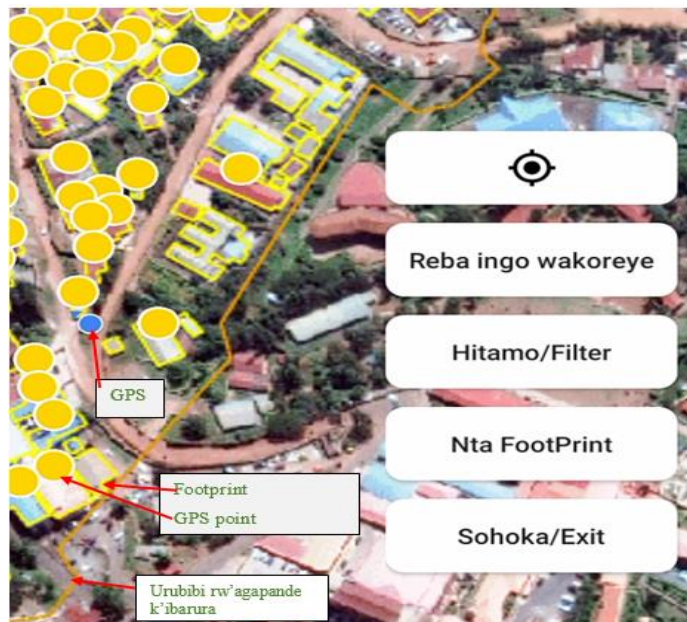 Reba ingo wakoreye
Hitamo/Filter
GPS
Nta FootPrint
Footprint
GPS point
Sohoka/Exit
Urubibi rw’agapande
k’ibarura